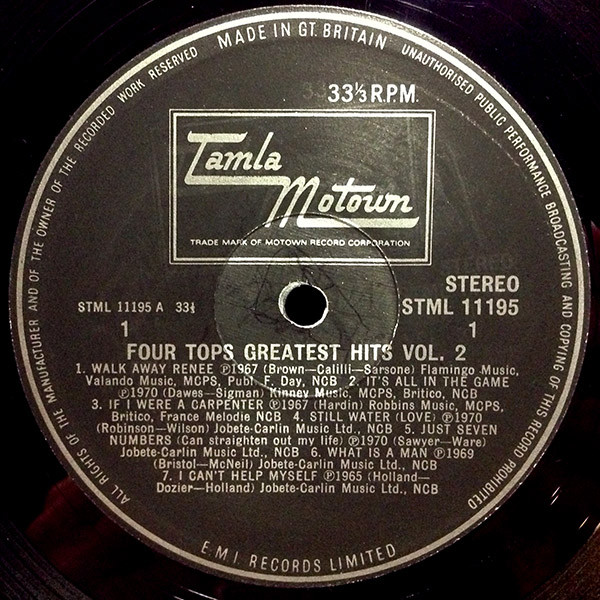 MADE IN GT. BRITAIN
UNAUTHORISED PUBLIC PERFORMANCE BROADCASTING AND COPYING OF THIS RECORD PROHIBITED
ALL RIGHTS OF THE MANUFACTURER AND OF THE OWNER OF THE RECORDED WORK RESERVED
33⅓ R.P.M.
Tamla
Motown
TRADE MARK OF MOTOWN RECORD CORPORATION
STEREO
STML 11195 A 33⅓
STML 11195
1
1
FOUR TOPS GREATEST HITS VOL. 2
1. WALK AWAY RENEE ℗1967 (Brown—Calilli—Sarsone) Flamingo Music,
Valando Music, MCPS, Publ. F. Day, NCB 2. IT'S ALL IN THE GAME
℗1970 (Dawes—Sigman) Kinney Music, MCPS, Britico, NCB
3. IF I WERE A CARPENTER ℗1967 (Hardin) Robbins Music, MCPS,
Britico, France Melodie NCB 4. STILL WATER (LOVE) ℗1970
(Robinson—Wilson) Jobete-Carlin Music Ltd., NCB 5. JUST SEVEN
NUMBERS (Can straighten out my life) ℗1970 (Sawyer—Ware)
Jobete-Carlin Music Ltd., NCB 6. WHAT IS A MAN ℗1969
(Bristol—McNeil) Jobete-Carlin Music Ltd., NCB
7. I CAN'T HELP MYSELF ℗1965 (Holland—
Dozier—Holland) Jobete-Carlin Music Ltd., NCB
E.M.I. RECORDS LIMITED